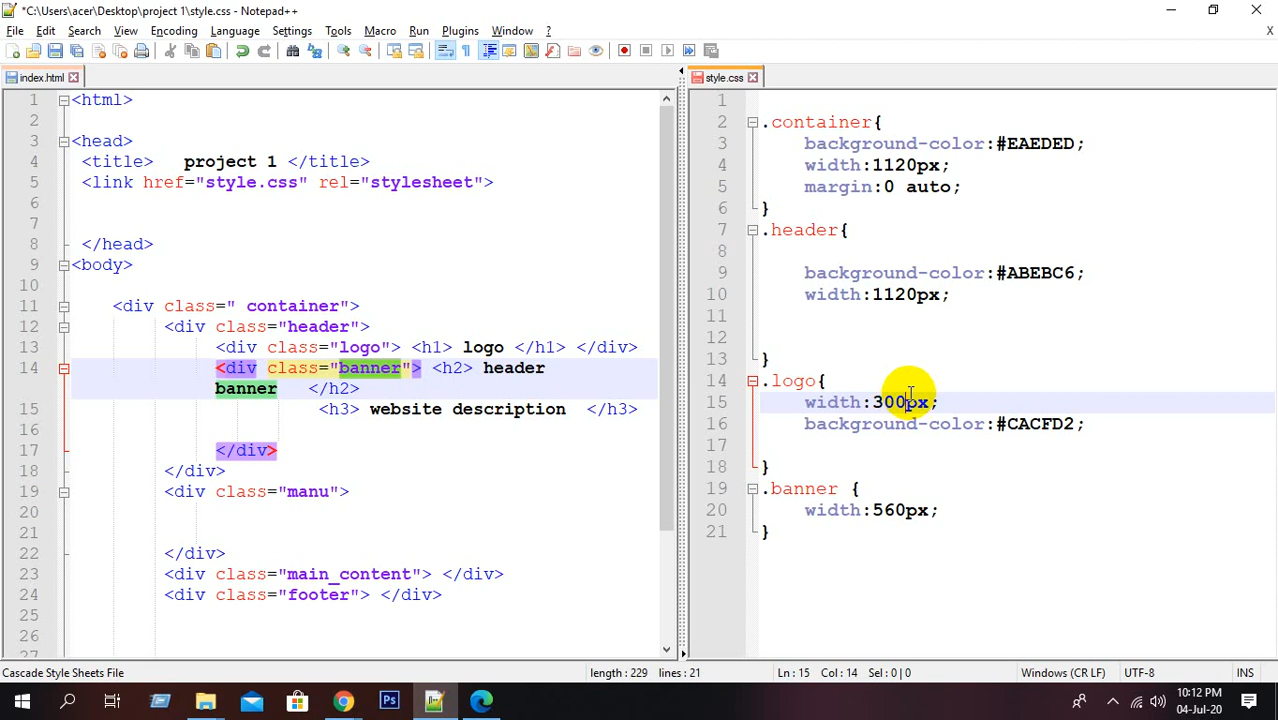 *C:\Users\acer\Desktop\project 1\style.css - Notepad++
File Edit Search View Encoding Language Settings Tools Macro Run Plugins Window ? X
index.html
1 <html>
2
3 <head>
4 <title> project 1 </title>
5 <link href="style.css" rel="stylesheet">
6
7
8 </head>
9 <body>
10
11 <div class=" container">
12 <div class="header">
13 <div class="logo"> <h1> logo </h1> </div>
14 <div class="banner"> <h2> header
banner </h2>
15 <h3> website description </h3>
16
17 </div>
18 </div>
19 <div class="manu">
20
21
22 </div>
23 <div class="main_content"> </div>
24 <div class="footer"> </div>
25
26
27
style.css
1
2 .container{
3 background-color:#EAEDED;
4 width:1120px;
5 margin:0 auto;
6 }
7 .header{
8
9 background-color:#ABEBC6;
10 width:1120px;
11
12
13 }
14 .logo{
15 width:300px;
16 background-color:#CACFD2;
17
18 }
19 .banner {
20 width:560px;
21 }
Cascade Style Sheets File length : 229 lines : 21 Ln : 15 Col : 14 Sel : 0 | 0 Windows (CR LF) UTF-8 INS
Ps
10:12 PM
04-Jul-20